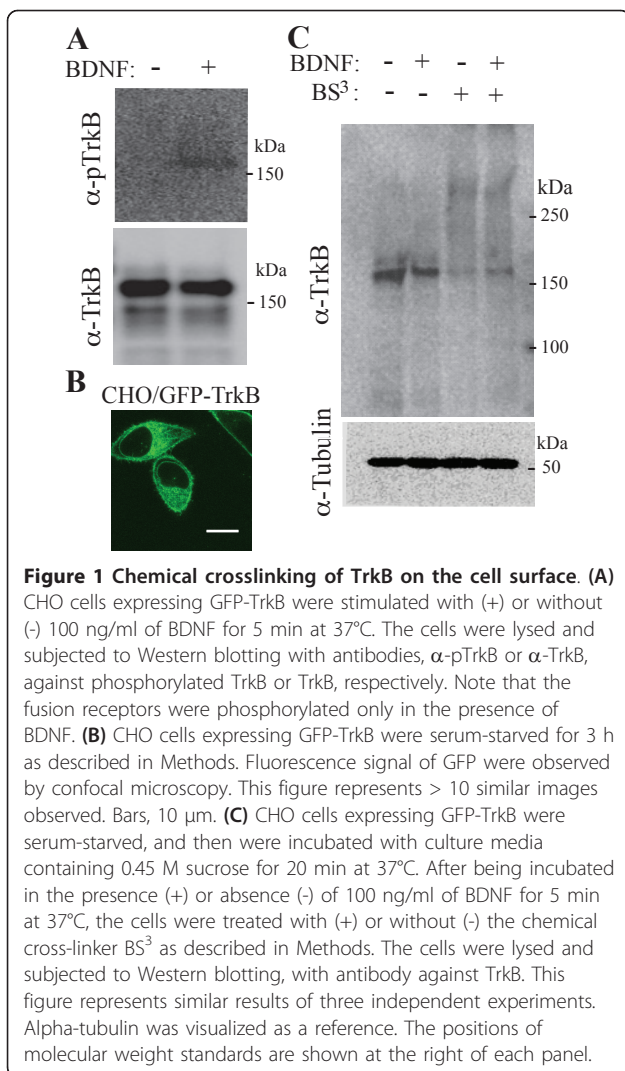 A
BDNF: - +
α-pTrkB
kDa
150
α-TrkB
kDa
150
B
CHO/GFP-TrkB
C
BDNF: - + - +
BS³ : - - + +
α-TrkB
kDa
250
150
100
α-Tubulin
kDa
50
Figure 1 Chemical crosslinking of TrkB on the cell surface. (A)
CHO cells expressing GFP-TrkB were stimulated with (+) or without
(-) 100 ng/ml of BDNF for 5 min at 37°C. The cells were lysed and
subjected to Western blotting with antibodies, α-pTrkB or α-TrkB,
against phosphorylated TrkB or TrkB, respectively. Note that the
fusion receptors were phosphorylated only in the presence of
BDNF. (B) CHO cells expressing GFP-TrkB were serum-starved for 3 h
as described in Methods. Fluorescence signal of GFP were observed
by confocal microscopy. This figure represents > 10 similar images
observed. Bars, 10 μm. (C) CHO cells expressing GFP-TrkB were
serum-starved, and then were incubated with culture media
containing 0.45 M sucrose for 20 min at 37°C. After being incubated
in the presence (+) or absence (-) of 100 ng/ml of BDNF for 5 min
at 37°C, the cells were treated with (+) or without (-) the chemical
cross-linker BS³ as described in Methods. The cells were lysed and
subjected to Western blotting, with antibody against TrkB. This
figure represents similar results of three independent experiments.
Alpha-tubulin was visualized as a reference. The positions of
molecular weight standards are shown at the right of each panel.